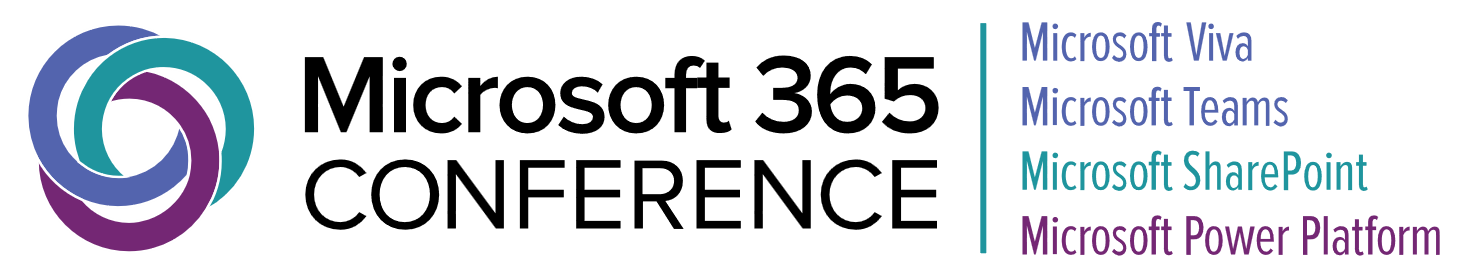 Microsoft 365
CONFERENCE
Microsoft Viva
Microsoft Teams
Microsoft SharePoint
Microsoft Power Platform